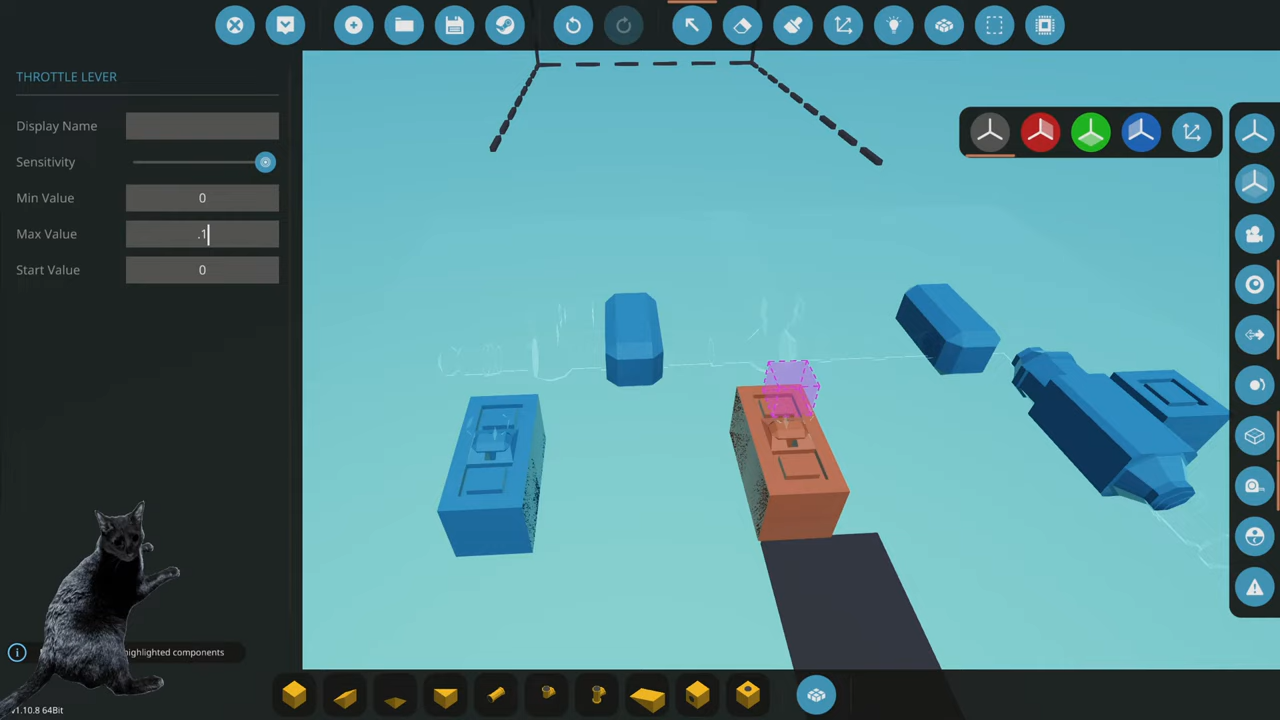 THROTTLE LEVER
Display Name
Sensitivity
Min Value 0
Max Value .1
Start Value 0
highlighted components
v1.10.8 64Bit